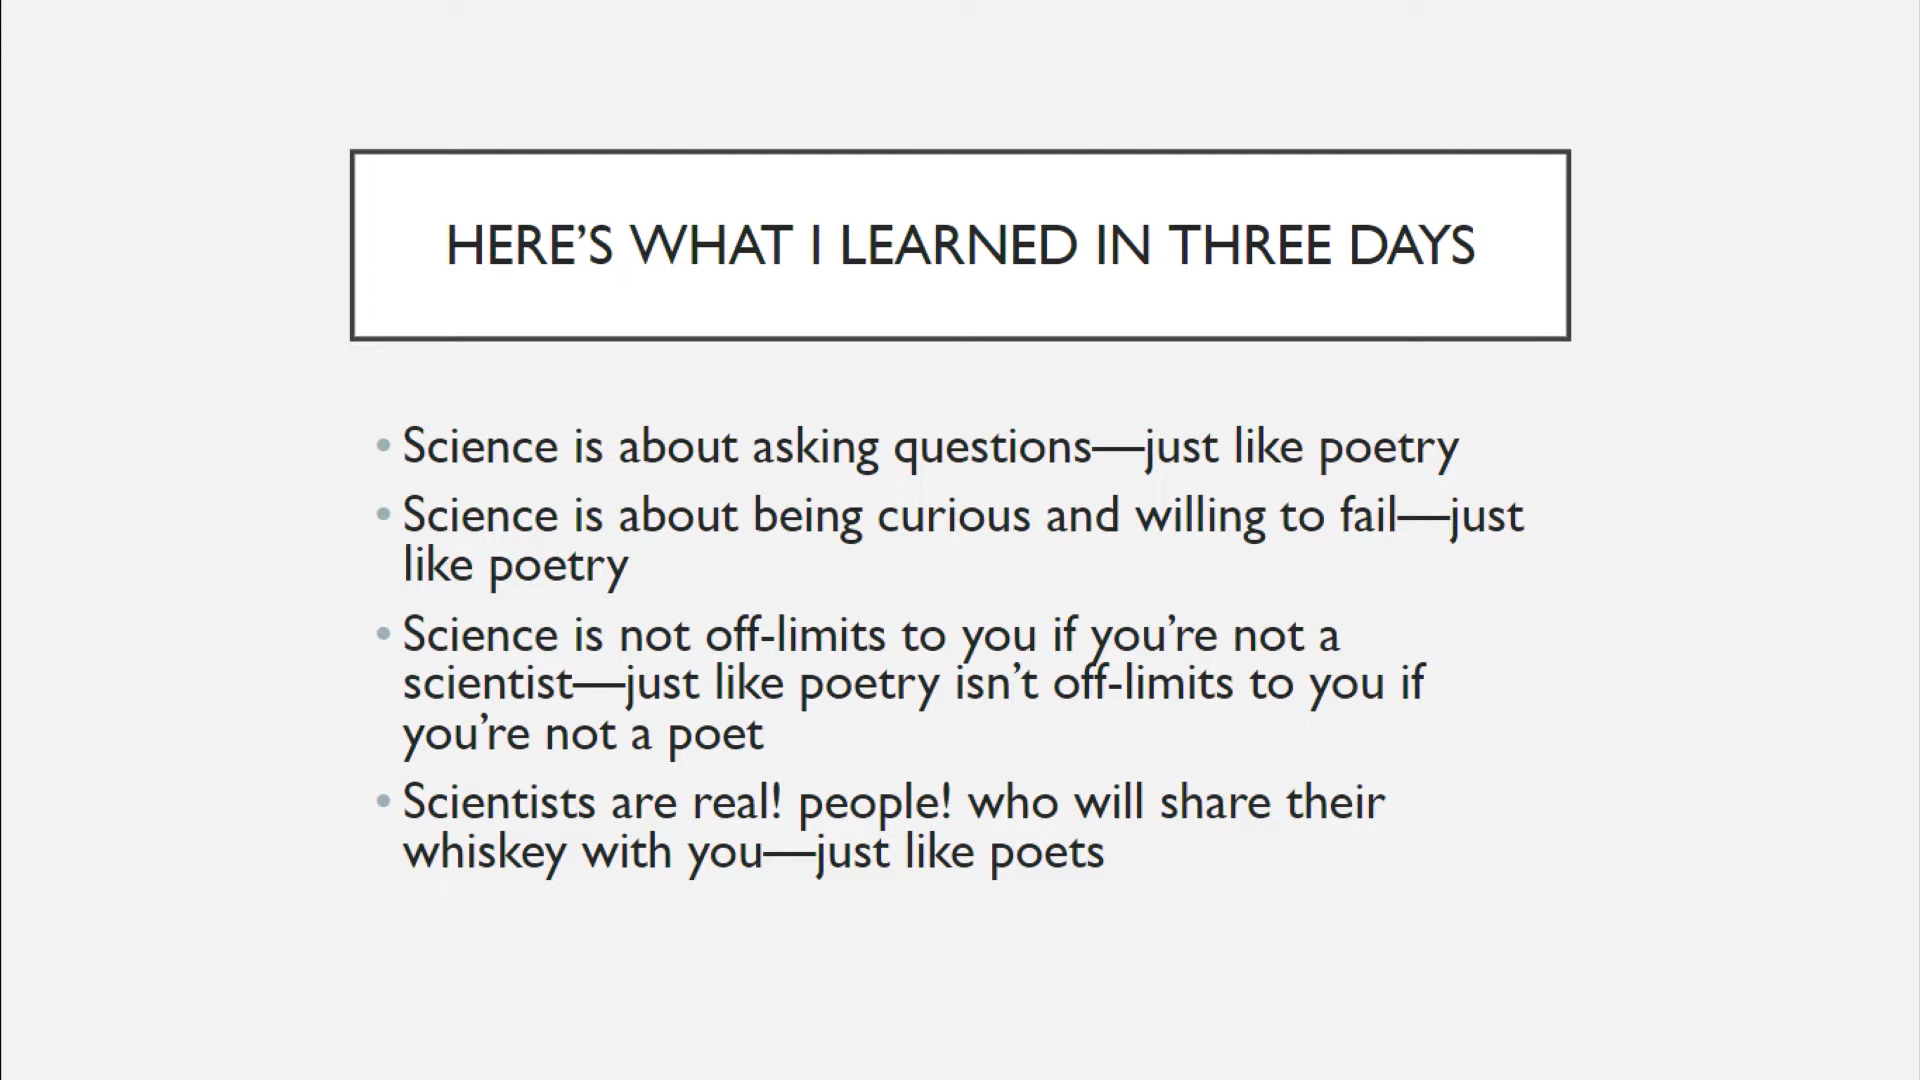 HERE’S WHAT I LEARNED IN THREE DAYS
• Science is about asking questions—just like poetry
• Science is about being curious and willing to fail—just
like poetry
• Science is not off-limits to you if you’re not a
scientist—just like poetry isn’t off-limits to you if
you’re not a poet
• Scientists are real! people! who will share their
whiskey with you—just like poets